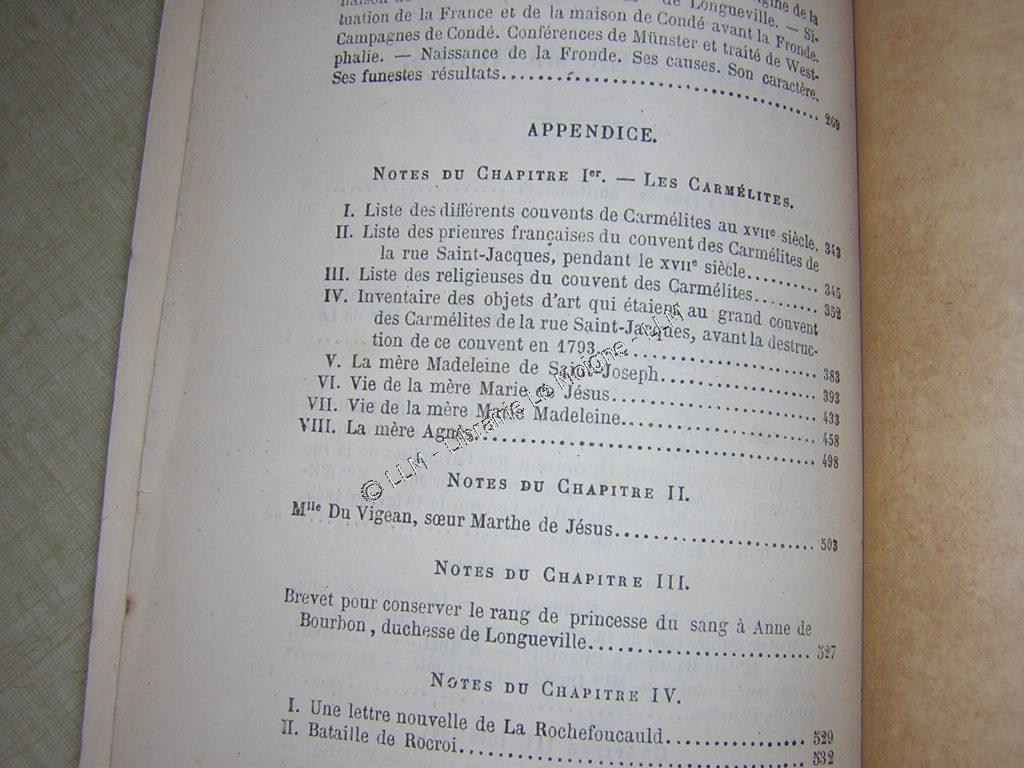 de Longueville. — Si-
tuation de la France et de la maison de Condé avant la Fronde.
Campagnes de Condé. Conférences de Münster et traité de West-
phalie. — Naissance de la Fronde. Ses causes. Son caractère.
Ses funestes résultats........ 269
APPENDICE.
NOTES DU CHAPITRE Ier. — LES CARMÉLITES.
I. Liste des différents couvents de Carmélites au XVIIe siècle. 343
II. Liste des prieures françaises du couvent des Carmélites de
la rue Saint-Jacques, pendant le XVIIe siècle........ 345
III. Liste des religieuses du couvent des Carmélites........ 352
IV. Inventaire des objets d'art qui étaient au grand couvent
des Carmélites de la rue Saint-Jacques, avant la destruc-
tion de ce couvent en 1793........ 383
V. La mère Madeleine de Saint-Joseph........ 393
VI. Vie de la mère Marie de Jésus........ 433
VII. Vie de la mère Marie Madeleine........ 458
VIII. La mère Agnès........ 498
© LLM - Librairie Le Moigne - LLM
NOTES DU CHAPITRE II.
Mlle Du Vigean, sœur Marthe de Jésus........ 503
NOTES DU CHAPITRE III.
Brevet pour conserver le rang de princesse du sang à Anne de
Bourbon, duchesse de Longueville........ 527
NOTES DU CHAPITRE IV.
I. Une lettre nouvelle de La Rochefoucauld........ 529
II. Bataille de Rocroi........ 532